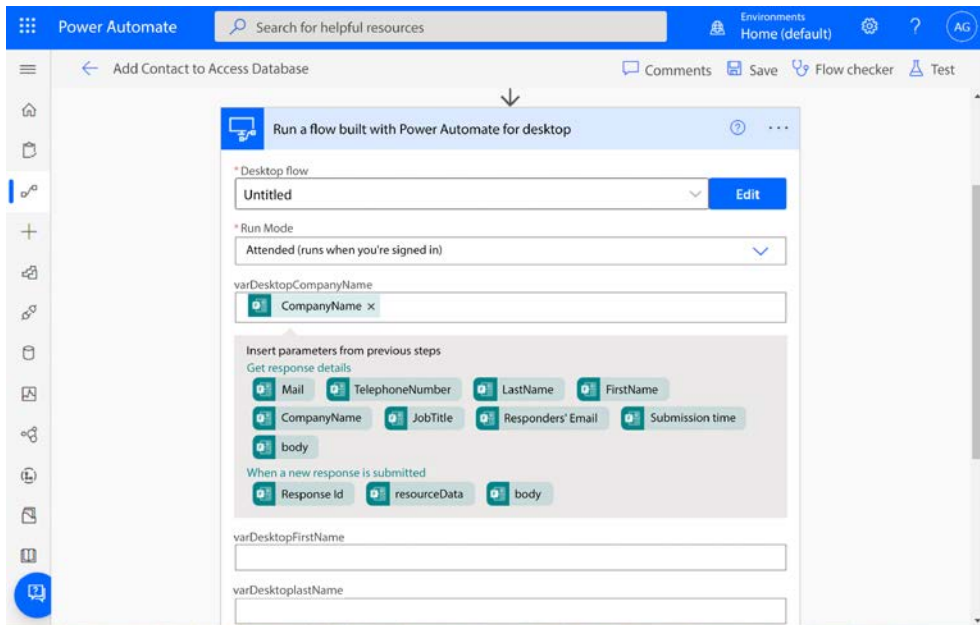 Power Automate
Search for helpful resources
Environments
Home (default)
?
AG
Add Contact to Access Database
Comments
Save
Flow checker
Test
Run a flow built with Power Automate for desktop
* Desktop flow
Untitled
Edit
* Run Mode
Attended (runs when you're signed in)
varDesktopCompanyName
CompanyName ×
Insert parameters from previous steps
Get response details
Mail TelephoneNumber LastName FirstName
CompanyName JobTitle Responders' Email Submission time
body
When a new response is submitted
Response Id resourceData body
varDesktopFirstName
varDesktoplastName